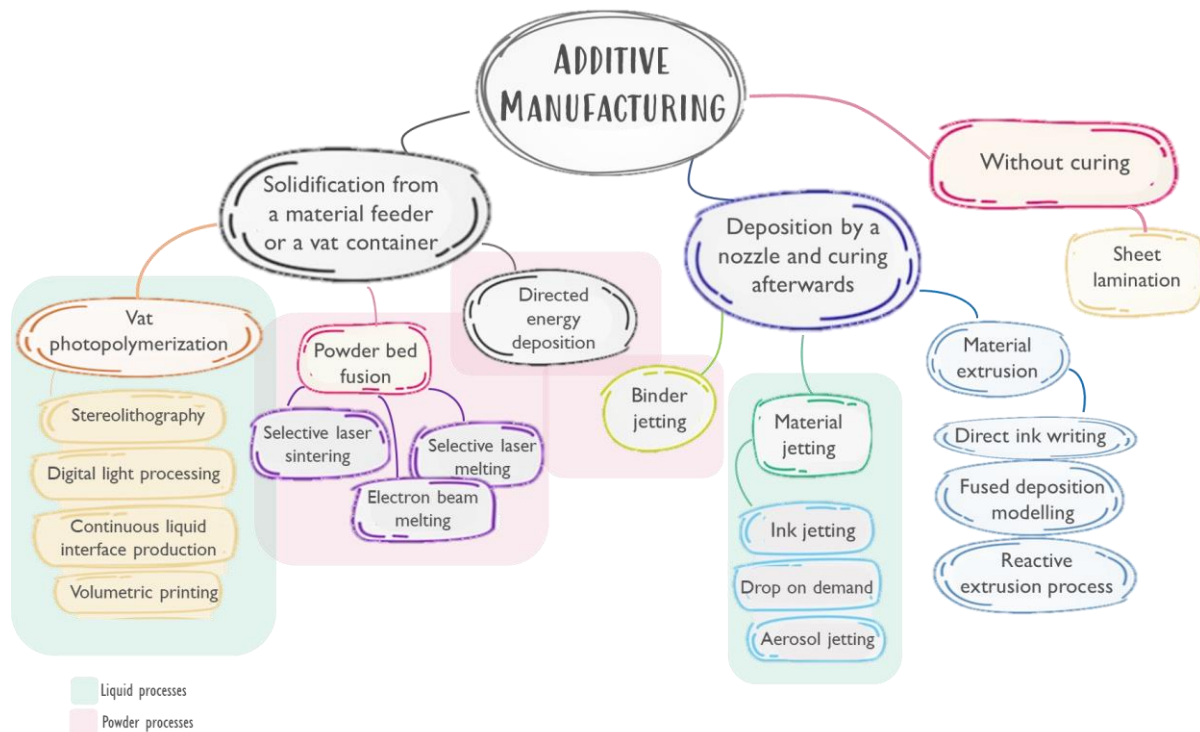 ADDITIVE
MANUFACTURING
Solidification from
a material feeder
or a vat container
Deposition by a
nozzle and curing
afterwards
Without curing
Sheet
lamination
Vat
photopolymerization
Stereolithography
Digital light processing
Continuous liquid
interface production
Volumetric printing
Powder bed
fusion
Selective laser
sintering
Selective laser
melting
Electron beam
melting
Directed
energy
deposition
Binder
jetting
Material
jetting
Ink jetting
Drop on demand
Aerosol jetting
Material
extrusion
Direct ink writing
Fused deposition
modelling
Reactive
extrusion process
Liquid processes
Powder processes